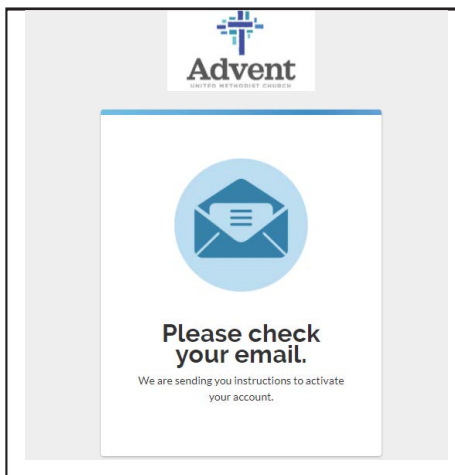 Advent
UNITED METHODIST CHURCH
Please check
your email.
We are sending you instructions to activate
your account.